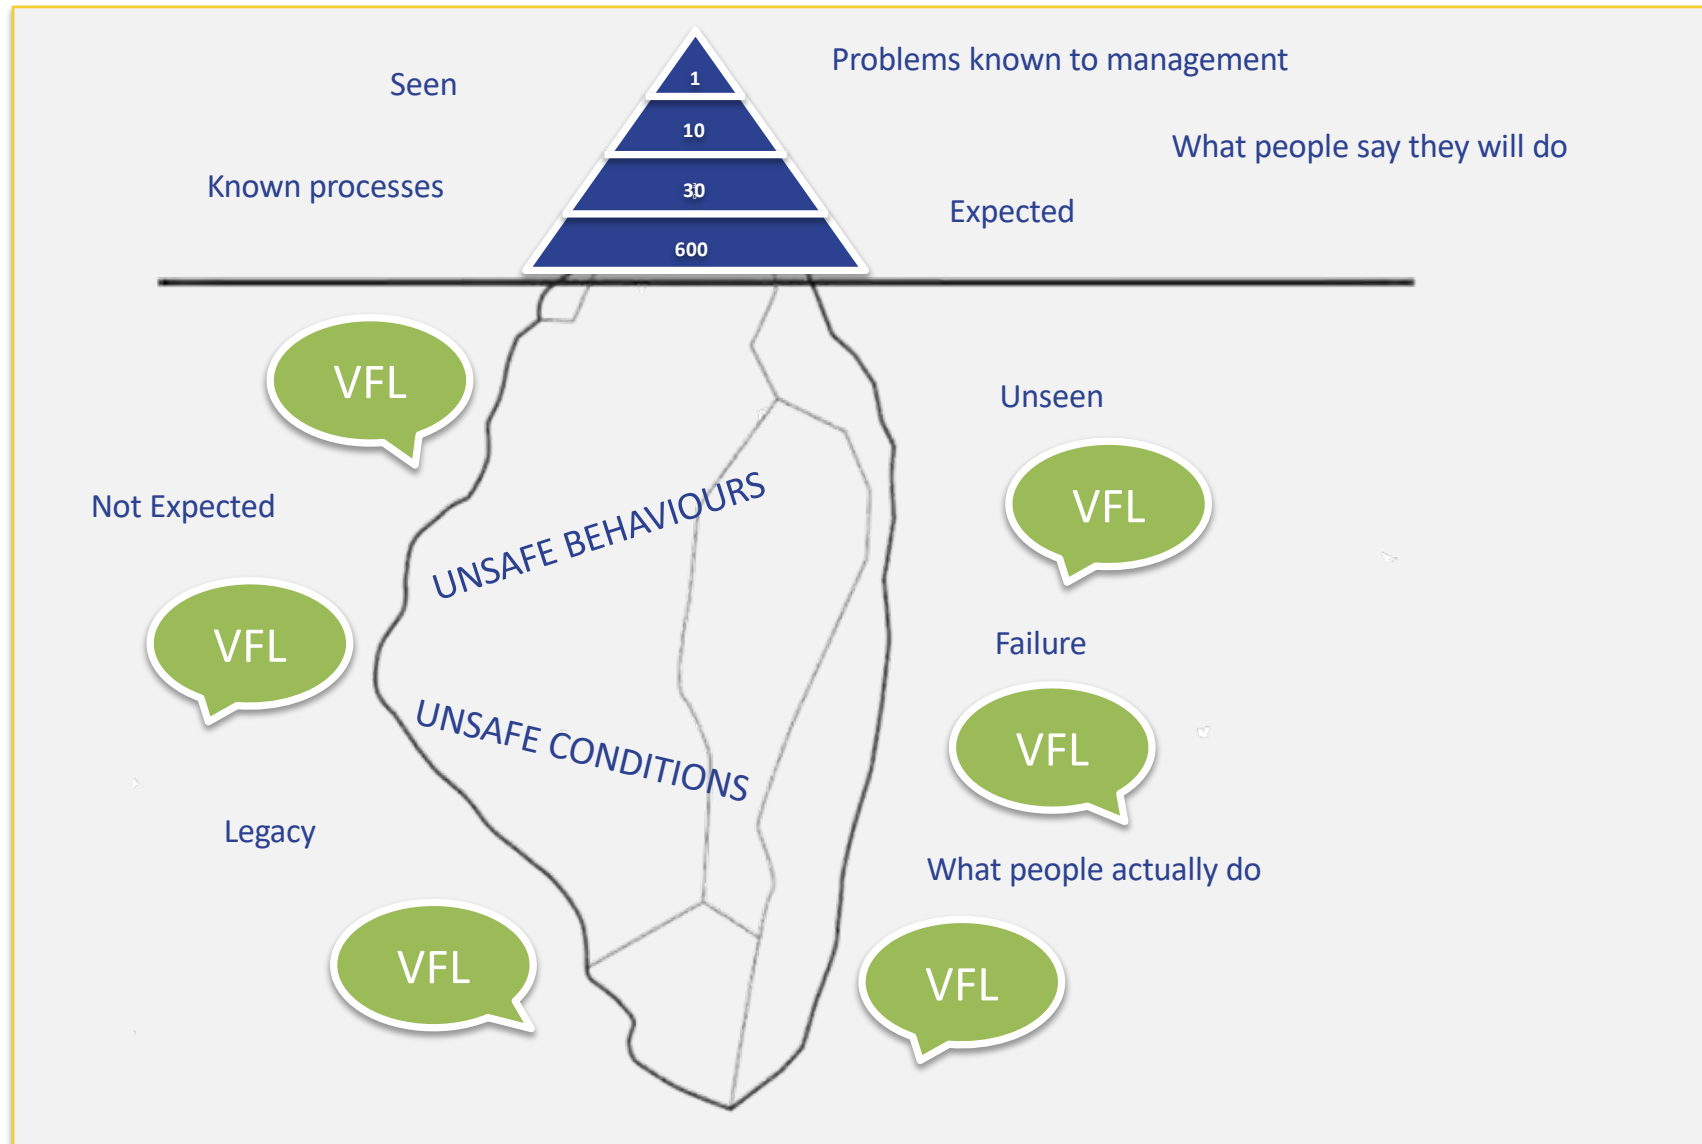 Problems known to management
Seen
1
10
What people say they will do
Known processes
30
Expected
600
VFL
Unseen
Not Expected
VFL
UNSAFE BEHAVIOURS
VFL
Failure
UNSAFE CONDITIONS
VFL
Legacy
What people actually do
VFL
VFL